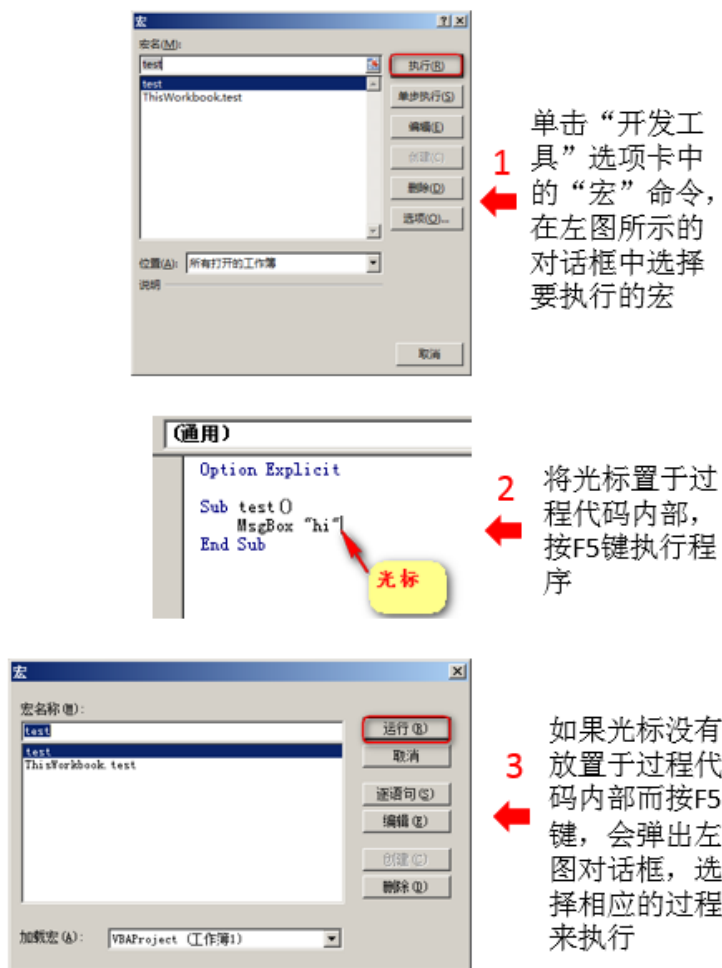 宏
宏名(M):
test
执行(R)
test
ThisWorkbook.test
单步执行(S)
编辑(E)
创建(C)
删除(D)
选项(O)...
位置(A): 所有打开的工作簿
说明
取消
1
单击“开发工
具”选项卡中
的“宏”命令，
在左图所示的
对话框中选择
要执行的宏
(通用)
Option Explicit
Sub test()
MsgBox "hi"
End Sub
光标
2
将光标置于过
程代码内部，
按F5键执行程
序
宏
宏名称(M):
test
运行(R)
test
ThisWorkbook.test
取消
逐语句(S)
编辑(E)
创建(C)
删除(D)
加载宏(A): VBAProject (工作簿1)
3
如果光标没有
放置于过程代
码内部而按F5
键，会弹出左
图对话框，选
择相应的过程
来执行